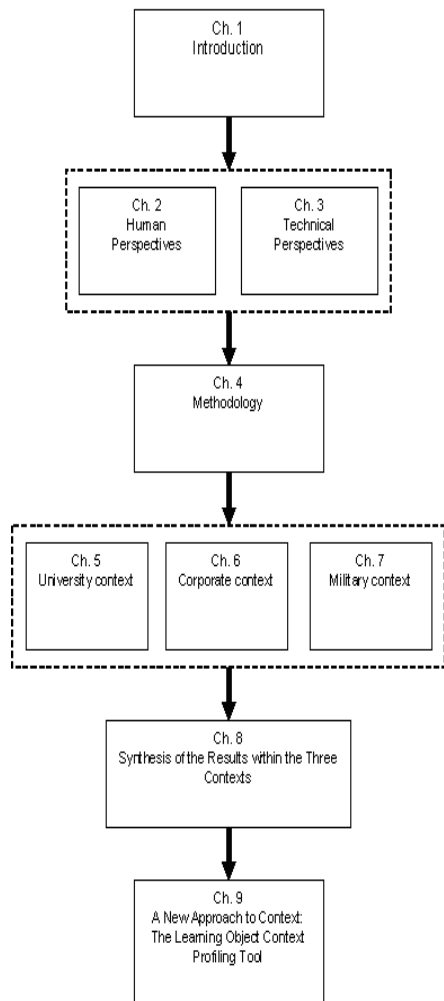 Ch. 1
Introduction
Ch. 2
Human
Perspectives
Ch. 3
Technical
Perspectives
Ch. 4
Methodology
Ch. 5
University context
Ch. 6
Corporate context
Ch. 7
Military context
Ch. 8
Synthesis of the Results within the Three
Contexts
Ch. 9
A New Approach to Context:
The Learning Object Context
Profiling Tool